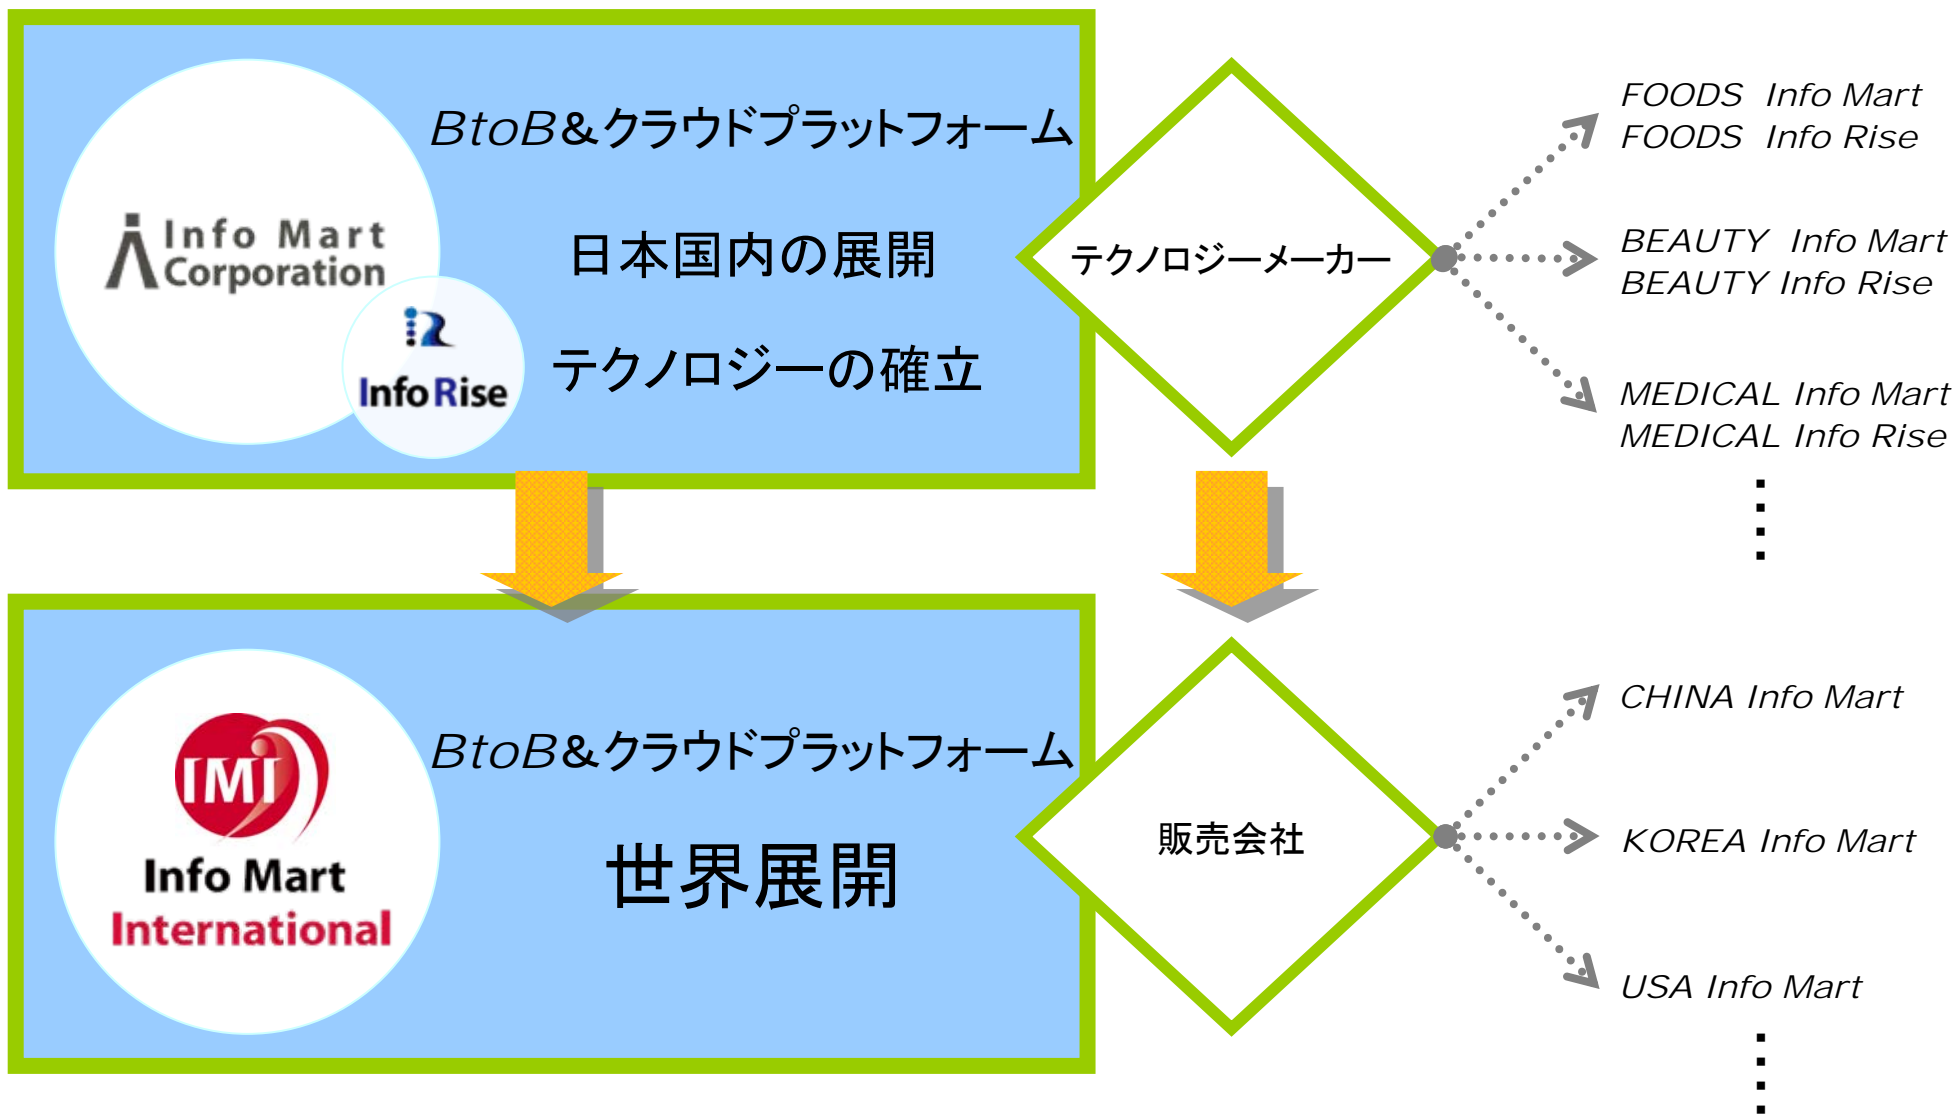 BtoB&クラウドプラットフォーム
Info Mart
Corporation
日本国内の展開
InfoRise
テクノロジーの確立
テクノロジーメーカー
FOODS Info Mart
FOODS Info Rise
BEAUTY Info Mart
BEAUTY Info Rise
MEDICAL Info Mart
MEDICAL Info Rise
BtoB&クラウドプラットフォーム
IMI
Info Mart
International
世界展開
販売会社
CHINA Info Mart
KOREA Info Mart
USA Info Mart